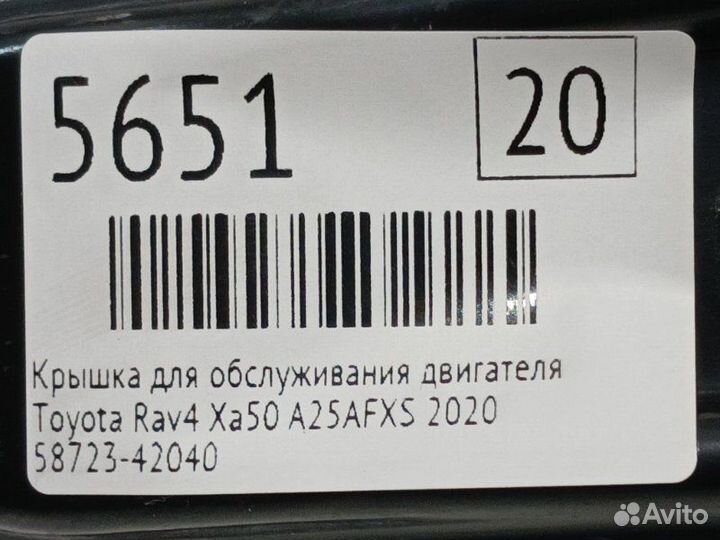 5651
20
Крышка для обслуживания двигателя
Toyota Rav4 Xa50 A25AFXS 2020
58723-42040
Avito